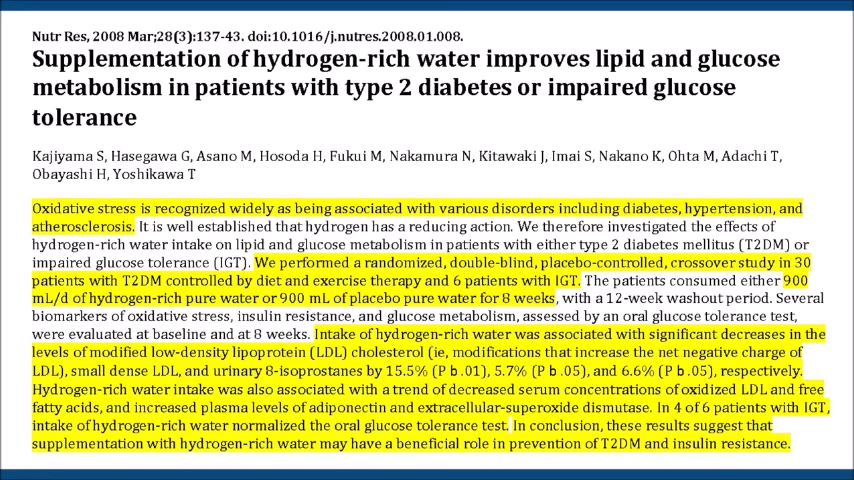 Nutr Res, 2008 Mar;28(3):137-43. doi:10.1016/j.nutres.2008.01.008.
Supplementation of hydrogen-rich water improves lipid and glucose
metabolism in patients with type 2 diabetes or impaired glucose
tolerance
Kajiyama S, Hasegawa G, Asano M, Hosoda H, Fukui M, Nakamura N, Kitawaki J, Imai S, Nakano K, Ohta M, Adachi T,
Obayashi H, Yoshikawa T
Oxidative stress is recognized widely as being associated with various disorders including diabetes, hypertension, and
atherosclerosis. It is well established that hydrogen has a reducing action. We therefore investigated the effects of
hydrogen-rich water intake on lipid and glucose metabolism in patients with either type 2 diabetes mellitus (T2DM) or
impaired glucose tolerance (IGT). We performed a randomized, double-blind, placebo-controlled, crossover study in 30
patients with T2DM controlled by diet and exercise therapy and 6 patients with IGT. The patients consumed either 900
mL/d of hydrogen-rich pure water or 900 mL of placebo pure water for 8 weeks, with a 12-week washout period. Several
biomarkers of oxidative stress, insulin resistance, and glucose metabolism, assessed by an oral glucose tolerance test,
were evaluated at baseline and at 8 weeks. Intake of hydrogen-rich water was associated with significant decreases in the
levels of modified low-density lipoprotein (LDL) cholesterol (ie, modifications that increase the net negative charge of
LDL), small dense LDL, and urinary 8-isoprostanes by 15.5% (P b .01), 5.7% (P b .05), and 6.6% (P b .05), respectively.
Hydrogen-rich water intake was also associated with a trend of decreased serum concentrations of oxidized LDL and free
fatty acids, and increased plasma levels of adiponectin and extracellular-superoxide dismutase. In 4 of 6 patients with IGT,
intake of hydrogen-rich water normalized the oral glucose tolerance test. In conclusion, these results suggest that
supplementation with hydrogen-rich water may have a beneficial role in prevention of T2DM and insulin resistance.